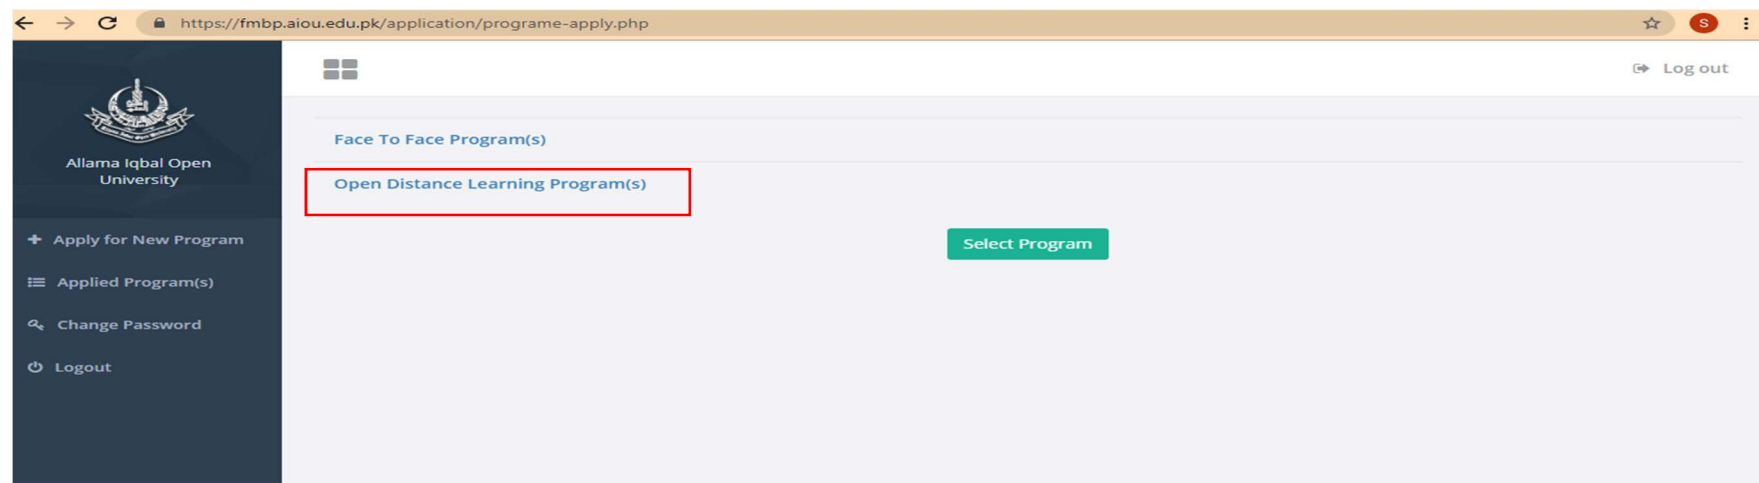 https://fmbp.aiou.edu.pk/application/programe-apply.php
S
Log out
Allama Iqbal Open
University
Face To Face Program(s)
Open Distance Learning Program(s)
Select Program
Apply for New Program
Applied Program(s)
Change Password
Logout